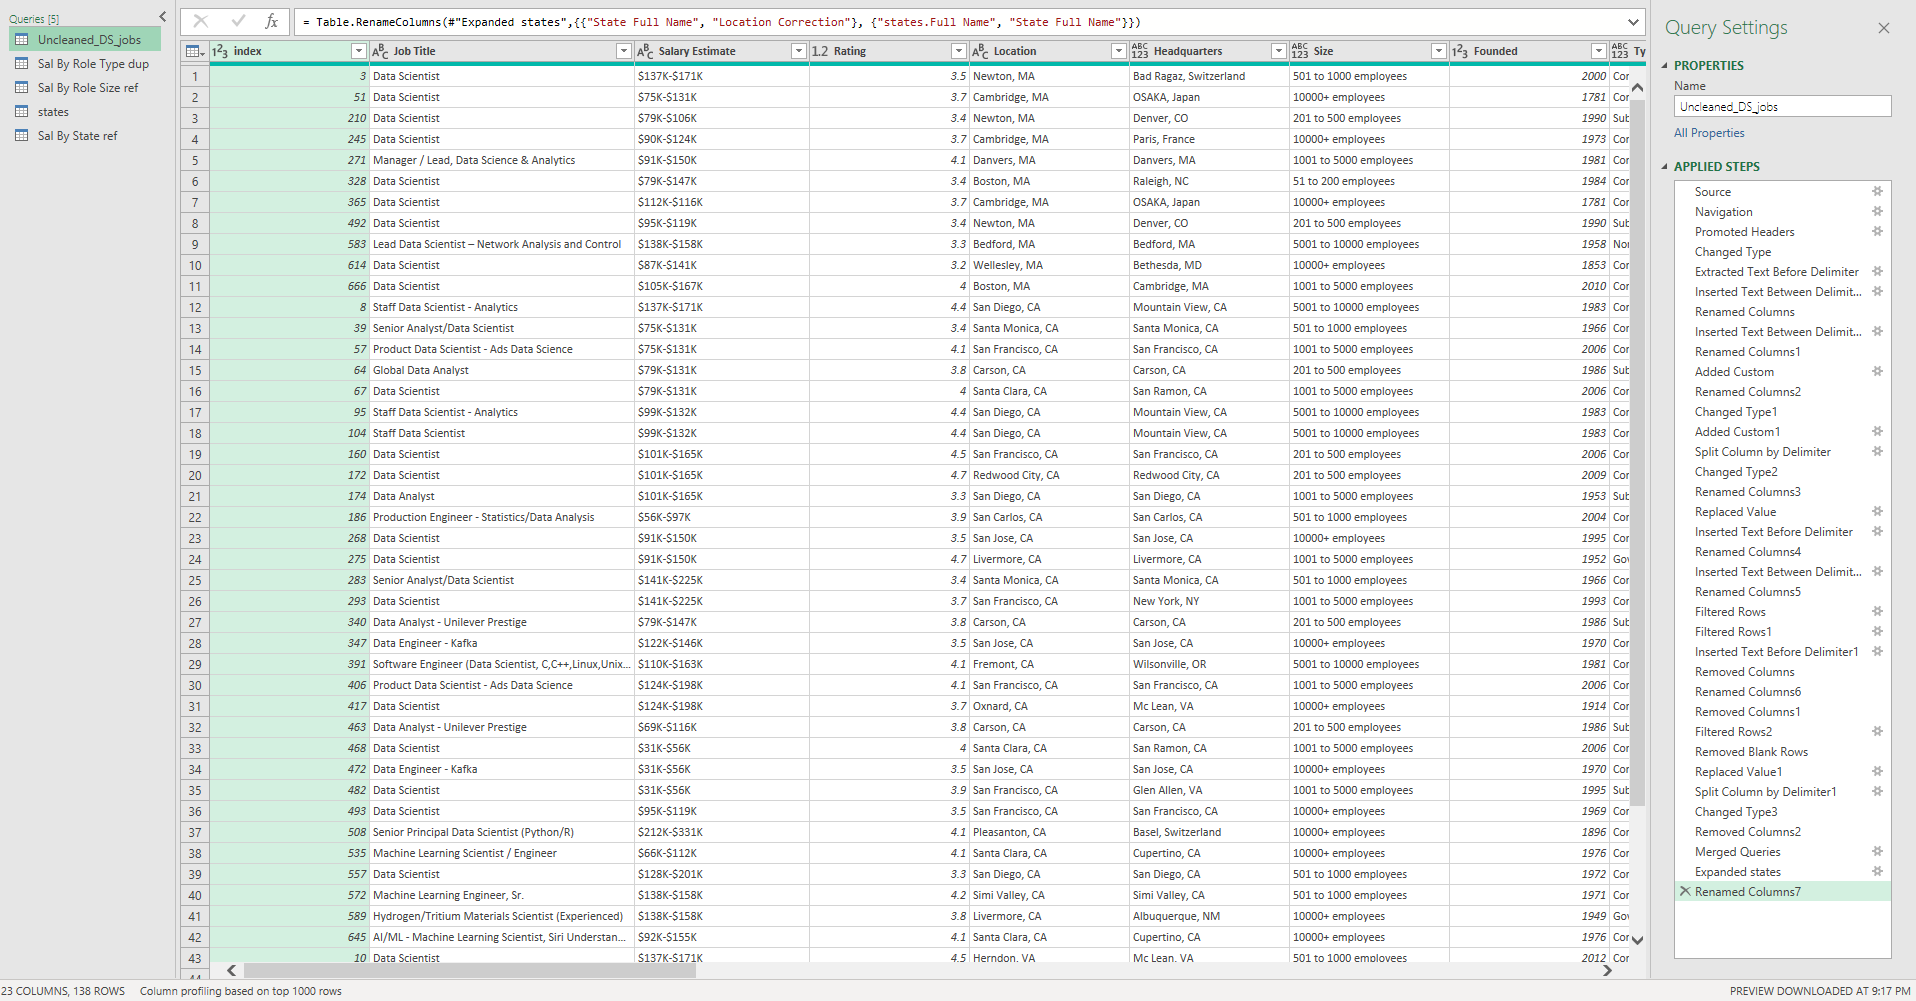 Queries [5]
Uncleaned_DS_jobs
Sal By Role Type dup
Sal By Role Size ref
states
Sal By State ref
fx
= Table.RenameColumns(#"Expanded states",{{"State Full Name", "Location Correction"}, {"states.Full Name", "State Full Name"}})
1²3 index ABC Job Title ABC Salary Estimate 1.2 Rating ABC Location ABC123 Headquarters ABC123 Size 1²3 Founded ABC123 Ty
1 3 Data Scientist $137K-$171K 3.5 Newton, MA Bad Ragaz, Switzerland 501 to 1000 employees 2000 Cor
2 51 Data Scientist $75K-$131K 3.7 Cambridge, MA OSAKA, Japan 10000+ employees 1781 Cor
3 210 Data Scientist $79K-$106K 3.4 Newton, MA Denver, CO 201 to 500 employees 1990 Sub
4 245 Data Scientist $90K-$124K 3.7 Cambridge, MA Paris, France 10000+ employees 1973 Cor
5 271 Manager / Lead, Data Science & Analytics $91K-$150K 4.1 Danvers, MA Danvers, MA 1001 to 5000 employees 1981 Cor
6 328 Data Scientist $79K-$147K 3.4 Boston, MA Raleigh, NC 51 to 200 employees 1984 Cor
7 365 Data Scientist $112K-$116K 3.7 Cambridge, MA OSAKA, Japan 10000+ employees 1781 Cor
8 492 Data Scientist $95K-$119K 3.4 Newton, MA Denver, CO 201 to 500 employees 1990 Sub
9 583 Lead Data Scientist – Network Analysis and Control $138K-$158K 3.3 Bedford, MA Bedford, MA 5001 to 10000 employees 1958 Nor
10 614 Data Scientist $87K-$141K 3.2 Wellesley, MA Bethesda, MD 10000+ employees 1853 Cor
11 666 Data Scientist $105K-$167K 4 Boston, MA Cambridge, MA 1001 to 5000 employees 2010 Cor
12 8 Staff Data Scientist - Analytics $137K-$171K 4.4 San Diego, CA Mountain View, CA 5001 to 10000 employees 1983 Cor
13 39 Senior Analyst/Data Scientist $75K-$131K 3.4 Santa Monica, CA Santa Monica, CA 501 to 1000 employees 1966 Cor
14 57 Product Data Scientist - Ads Data Science $75K-$131K 4.1 San Francisco, CA San Francisco, CA 1001 to 5000 employees 2006 Cor
15 64 Global Data Analyst $79K-$131K 3.8 Carson, CA Carson, CA 201 to 500 employees 1986 Sub
16 67 Data Scientist $79K-$131K 4 Santa Clara, CA San Ramon, CA 1001 to 5000 employees 2006 Cor
17 95 Staff Data Scientist - Analytics $99K-$132K 4.4 San Diego, CA Mountain View, CA 5001 to 10000 employees 1983 Cor
18 104 Staff Data Scientist $99K-$132K 4.4 San Diego, CA Mountain View, CA 5001 to 10000 employees 1983 Cor
19 160 Data Scientist $101K-$165K 4.5 San Francisco, CA San Francisco, CA 201 to 500 employees 2006 Cor
20 172 Data Scientist $101K-$165K 4.7 Redwood City, CA Redwood City, CA 201 to 500 employees 2009 Cor
21 174 Data Analyst $101K-$165K 3.3 San Diego, CA San Diego, CA 1001 to 5000 employees 1953 Sub
22 186 Production Engineer - Statistics/Data Analysis $56K-$97K 3.9 San Carlos, CA San Carlos, CA 501 to 1000 employees 2004 Cor
23 268 Data Scientist $91K-$150K 3.5 San Jose, CA San Jose, CA 10000+ employees 1995 Cor
24 275 Data Scientist $91K-$150K 4.7 Livermore, CA Livermore, CA 1001 to 5000 employees 1952 Gov
25 283 Senior Analyst/Data Scientist $141K-$225K 3.4 Santa Monica, CA Santa Monica, CA 501 to 1000 employees 1966 Cor
26 293 Data Scientist $141K-$225K 3.7 San Francisco, CA New York, NY 1001 to 5000 employees 1993 Cor
27 340 Data Analyst - Unilever Prestige $79K-$147K 3.8 Carson, CA Carson, CA 201 to 500 employees 1986 Sub
28 347 Data Engineer - Kafka $122K-$146K 3.5 San Jose, CA San Jose, CA 10000+ employees 1970 Cor
29 391 Software Engineer (Data Scientist, C,C++,Linux,Unix... $110K-$163K 4.1 Fremont, CA Wilsonville, OR 5001 to 10000 employees 1981 Cor
30 406 Product Data Scientist - Ads Data Science $124K-$198K 4.1 San Francisco, CA San Francisco, CA 1001 to 5000 employees 2006 Cor
31 417 Data Scientist $124K-$198K 3.7 Oxnard, CA Mc Lean, VA 10000+ employees 1914 Cor
32 463 Data Analyst - Unilever Prestige $69K-$116K 3.8 Carson, CA Carson, CA 201 to 500 employees 1986 Sub
33 468 Data Scientist $31K-$56K 4 Santa Clara, CA San Ramon, CA 1001 to 5000 employees 2006 Cor
34 472 Data Engineer - Kafka $31K-$56K 3.5 San Jose, CA San Jose, CA 10000+ employees 1970 Cor
35 482 Data Scientist $31K-$56K 3.9 San Francisco, CA Glen Allen, VA 1001 to 5000 employees 1995 Sub
36 493 Data Scientist $95K-$119K 3.5 San Francisco, CA San Francisco, CA 10000+ employees 1969 Cor
37 508 Senior Principal Data Scientist (Python/R) $212K-$331K 4.1 Pleasanton, CA Basel, Switzerland 10000+ employees 1896 Cor
38 535 Machine Learning Scientist / Engineer $66K-$112K 4.1 Santa Clara, CA Cupertino, CA 10000+ employees 1976 Cor
39 557 Data Scientist $128K-$201K 3.3 San Diego, CA San Diego, CA 501 to 1000 employees 1972 Cor
40 572 Machine Learning Engineer, Sr. $138K-$158K 4.2 Simi Valley, CA Simi Valley, CA 501 to 1000 employees 1971 Cor
41 589 Hydrogen/Tritium Materials Scientist (Experienced) $138K-$158K 3.8 Livermore, CA Albuquerque, NM 10000+ employees 1949 Gov
42 645 AI/ML - Machine Learning Scientist, Siri Understan... $92K-$155K 4.1 Santa Clara, CA Cupertino, CA 10000+ employees 1976 Cor
43 10 Data Scientist $137K-$171K 4.5 Herndon, VA Mc Lean, VA 501 to 1000 employees 2012 Cor
44
Query Settings
PROPERTIES
Name
Uncleaned_DS_jobs
All Properties
APPLIED STEPS
Source
Navigation
Promoted Headers
Changed Type
Extracted Text Before Delimiter
Inserted Text Between Delimit...
Renamed Columns
Inserted Text Between Delimit...
Renamed Columns1
Added Custom
Renamed Columns2
Changed Type1
Added Custom1
Split Column by Delimiter
Changed Type2
Renamed Columns3
Replaced Value
Inserted Text Before Delimiter
Renamed Columns4
Inserted Text Between Delimit...
Renamed Columns5
Filtered Rows
Filtered Rows1
Inserted Text Before Delimiter1
Removed Columns
Renamed Columns6
Removed Columns1
Filtered Rows2
Removed Blank Rows
Replaced Value1
Split Column by Delimiter1
Changed Type3
Removed Columns2
Merged Queries
Expanded states
Renamed Columns7
23 COLUMNS, 138 ROWS Column profiling based on top 1000 rows
PREVIEW DOWNLOADED AT 9:17 PM